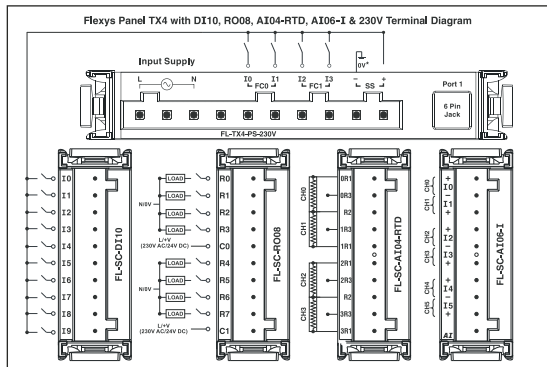 Flexys Panel TX4 with DI10, RO08, AI04-RTD, AI06-I & 230V Terminal Diagram
Input Supply
L N
I0 I1 I2 I3 0V* - +
FC0 FC1 SS
Port 1
6 Pin
Jack
FL-TX4-PS-230V
I0
I1
I2
I3
I4
I5
I6
I7
I8
I9
FL-SC-DI10
LOAD R0
LOAD R1
N/0V
LOAD R2
LOAD R3
L/+V
(230V AC/24V DC) C0
LOAD R4
LOAD R5
N/0V
LOAD R6
LOAD R7
L/+V
(230V AC/24V DC) C1
FL-SC-RO08
CH0
CH1
CH2
CH3
0R1
0R3
R2
1R3
1R1
2R1
2R3
R2
3R3
3R1
FL-SC-AI04-RTD
CH0
CH1
CH2
CH3
CH4
CH5
+
I0
-
I1
+
+
I2
-
I3
+
+
I4
-
I5
+
AI
FL-SC-AI06-I